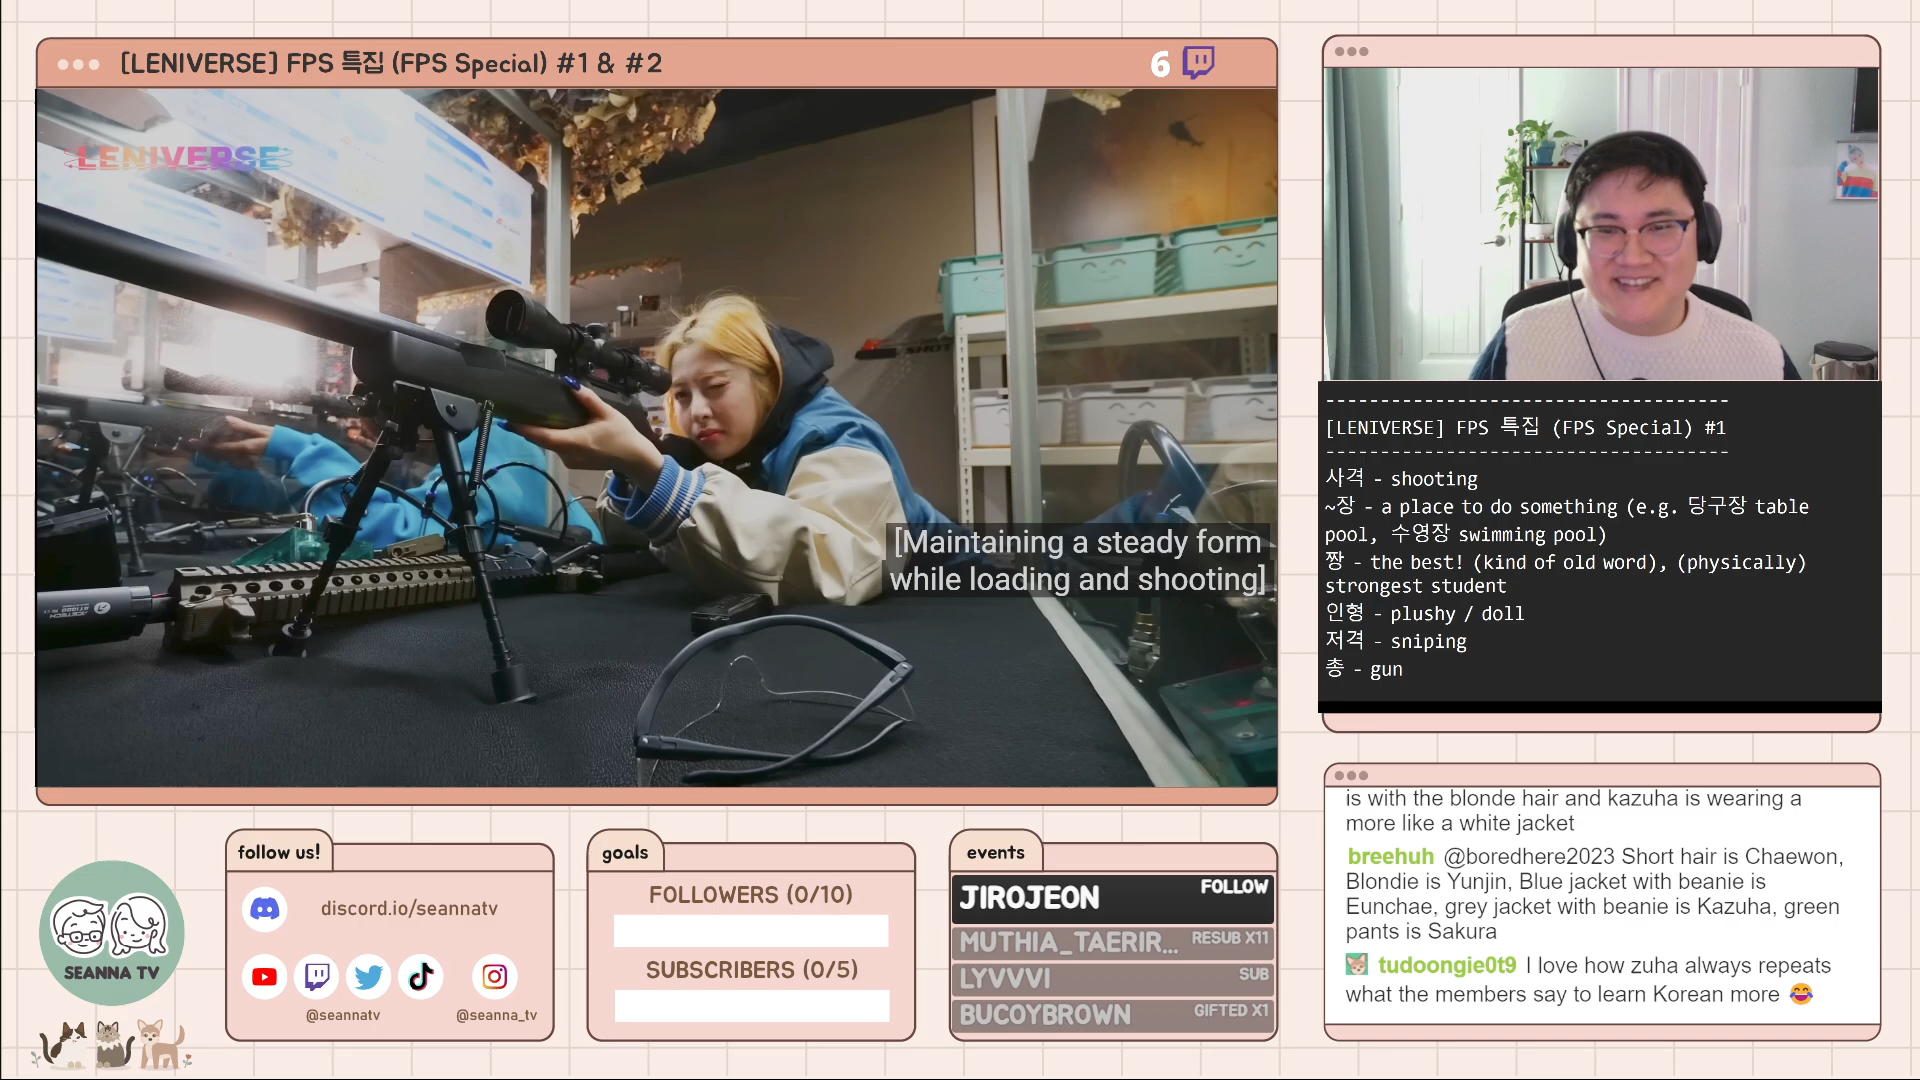 [LENIVERSE] FPS 특집 (FPS Special) #1 & #2
6
LENIVERSE
[Maintaining a steady form
while loading and shooting]
-----------------------------------
[LENIVERSE] FPS 특집 (FPS Special) #1
-----------------------------------
사격 - shooting
~장 - a place to do something (e.g. 당구장 table
pool, 수영장 swimming pool)
짱 - the best! (kind of old word), (physically)
strongest student
인형 - plushy / doll
저격 - sniping
총 - gun
is with the blonde hair and kazuha is wearing a
more like a white jacket
breehuh @boredhere2023 Short hair is Chaewon,
Blondie is Yunjin, Blue jacket with beanie is
Eunchae, grey jacket with beanie is Kazuha, green
pants is Sakura
tudoongie0t9 I love how zuha always repeats
what the members say to learn Korean more 😂
SEANNA TV
follow us!
discord.io/seannatv
@seannatv
@seanna_tv
goals
FOLLOWERS (0/10)
SUBSCRIBERS (0/5)
events
JIROJEON FOLLOW
MUTHIA_TAERIR... RESUB X11
LYVVVI SUB
BUCOYBROWN GIFTED X1